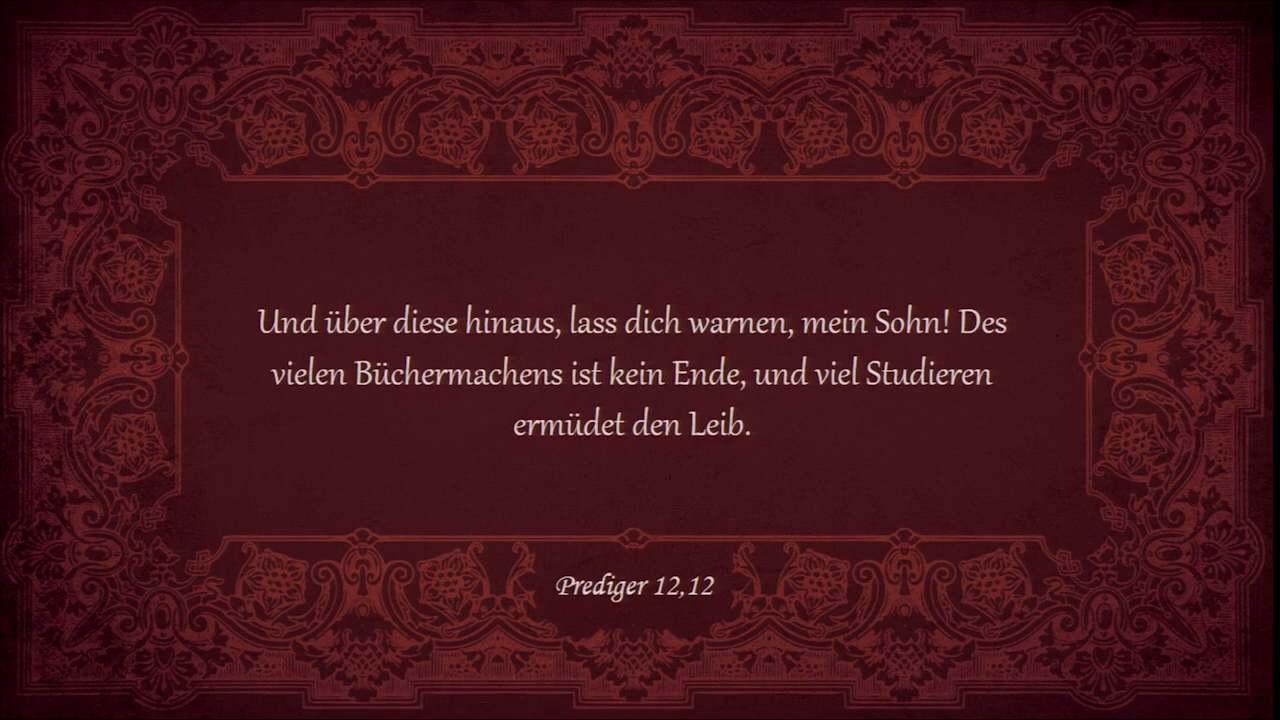 Und über diese hinaus, lass dich warnen, mein Sohn! Des
vielen Büchermachens ist kein Ende, und viel Studieren
ermüdet den Leib.
Prediger 12,12